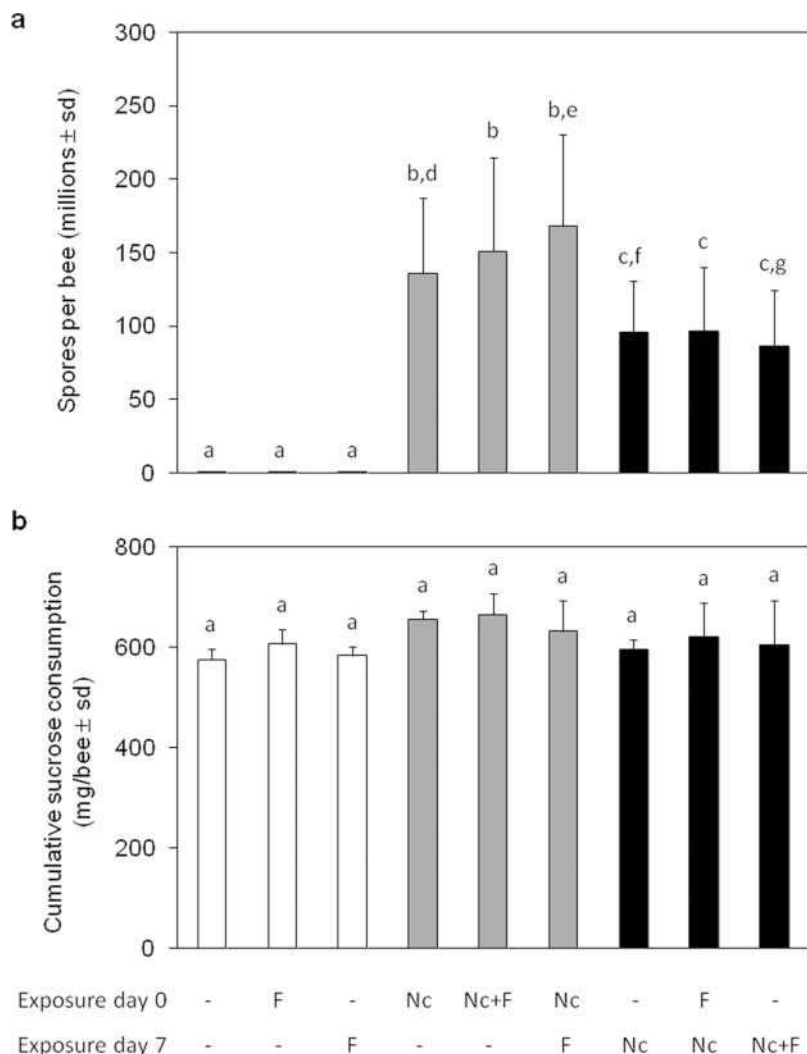 a
Spores per bee (millions ± sd)
300
250
200
150
100
50
0
a a a b,d b b,e c,f c c,g
b
Cumulative sucrose consumption
(mg/bee ± sd)
800
600
400
200
0
a a a a a a a a a
Exposure day 0 - F - Nc Nc+F Nc - F -
Exposure day 7 - - F - - F Nc Nc Nc+F